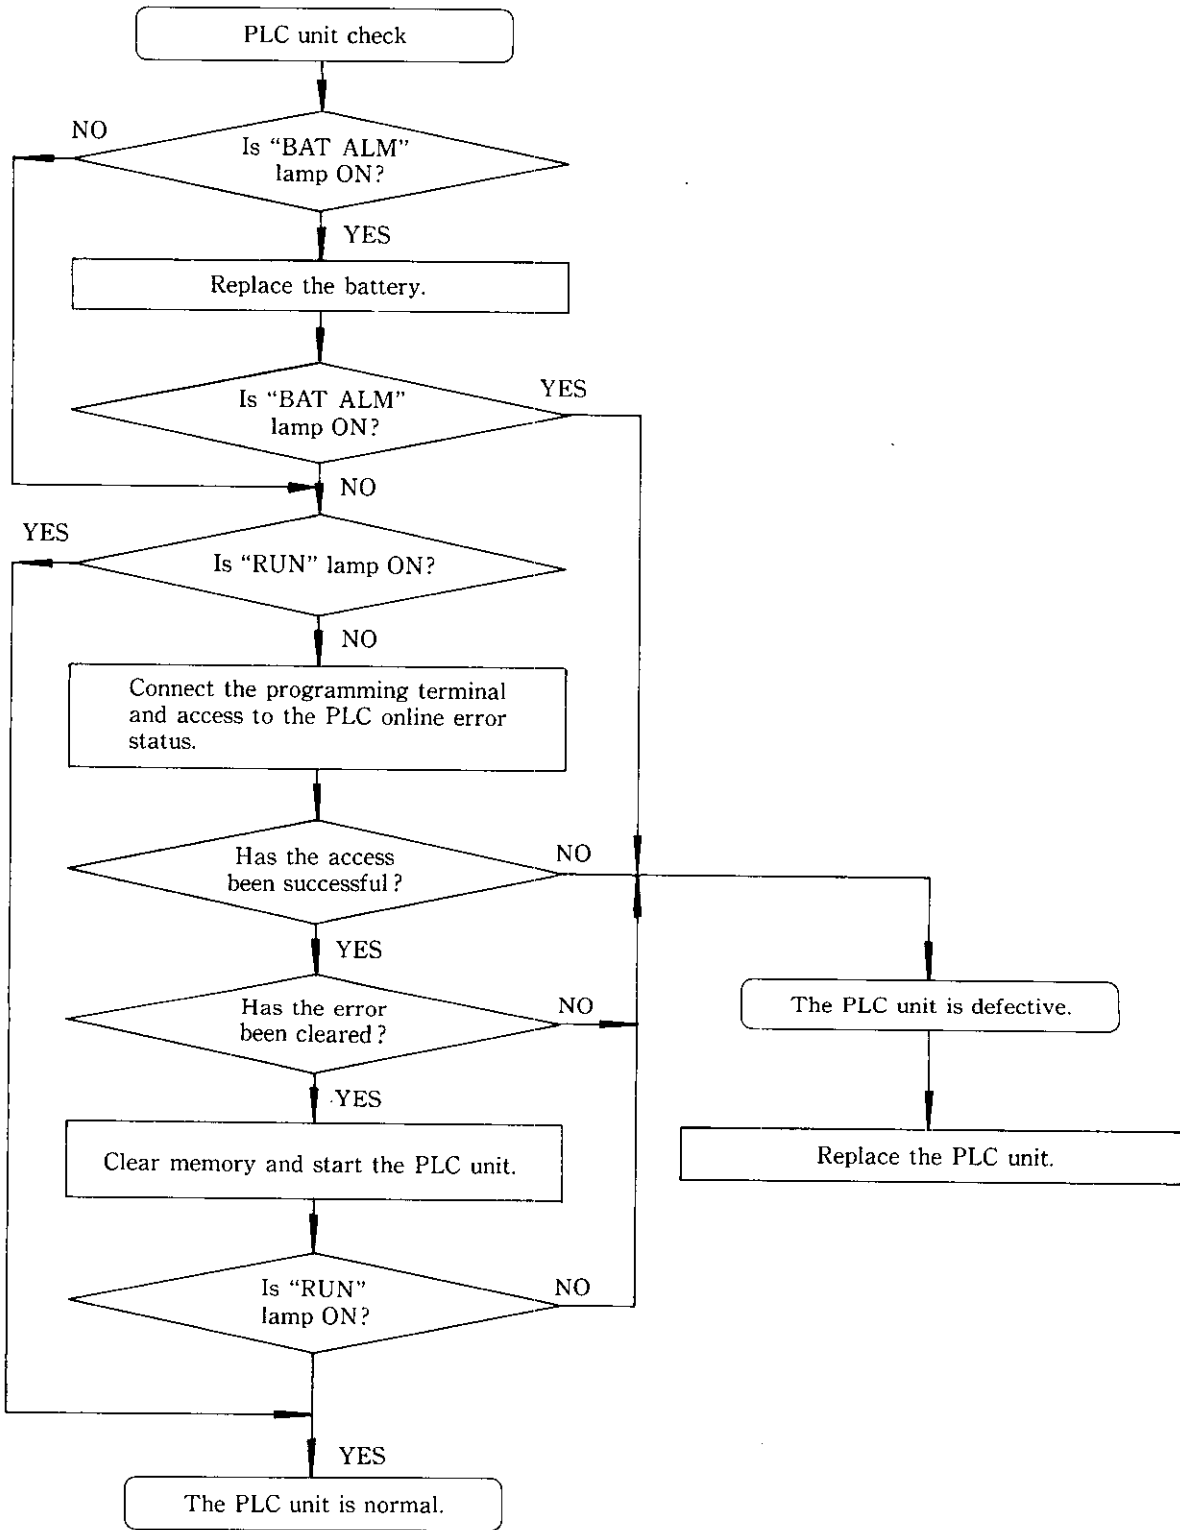 PLC unit check
NO
Is “BAT ALM”
lamp ON?
YES
Replace the battery.
Is “BAT ALM”
lamp ON?
YES
NO
YES
Is “RUN” lamp ON?
NO
Connect the programming terminal
and access to the PLC online error
status.
Has the access
been successful?
NO
YES
Has the error
been cleared?
NO
The PLC unit is defective.
YES
Clear memory and start the PLC unit.
Replace the PLC unit.
Is “RUN”
lamp ON?
NO
YES
The PLC unit is normal.